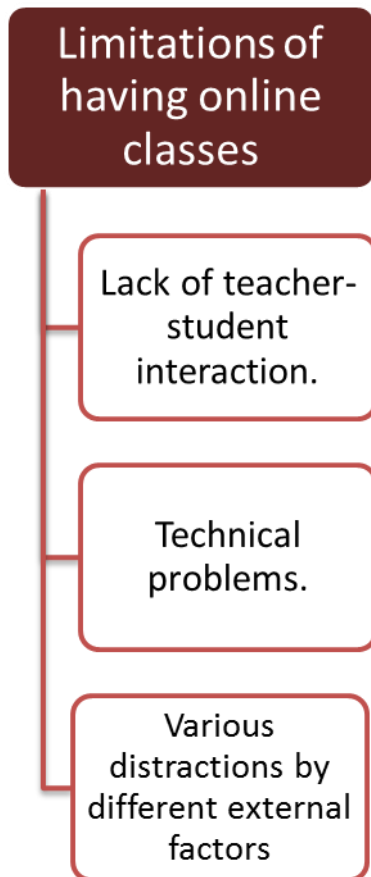 Limitations of
having online
classes
Lack of teacher-
student
interaction.
Technical
problems.
Various
distractions by
different external
factors